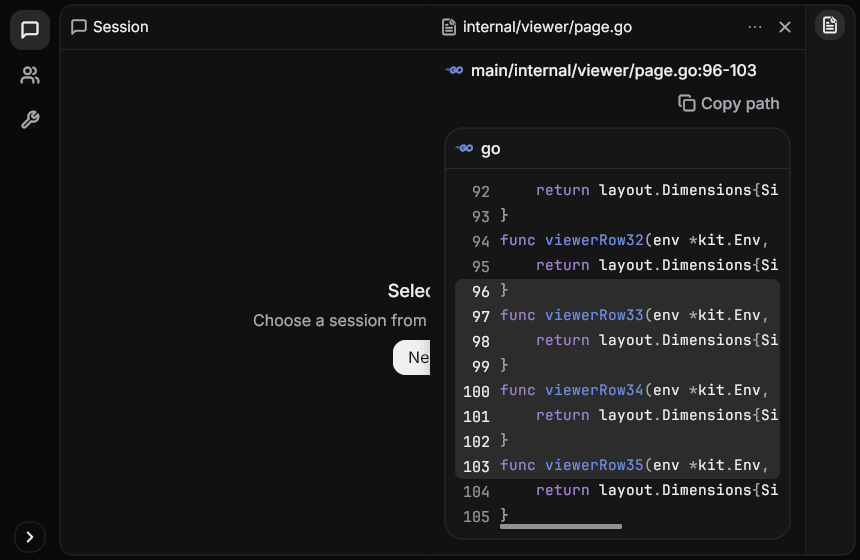 Session
internal/viewer/page.go
main/internal/viewer/page.go:96-103
Copy path
go
92     return layout.Dimensions{Si
93 }
94 func viewerRow32(env *kit.Env,
95     return layout.Dimensions{Si
96 }
97 func viewerRow33(env *kit.Env,
98     return layout.Dimensions{Si
99 }
100 func viewerRow34(env *kit.Env,
101     return layout.Dimensions{Si
102 }
103 func viewerRow35(env *kit.Env,
104     return layout.Dimensions{Si
105 }
Selec
Choose a session from
Ne